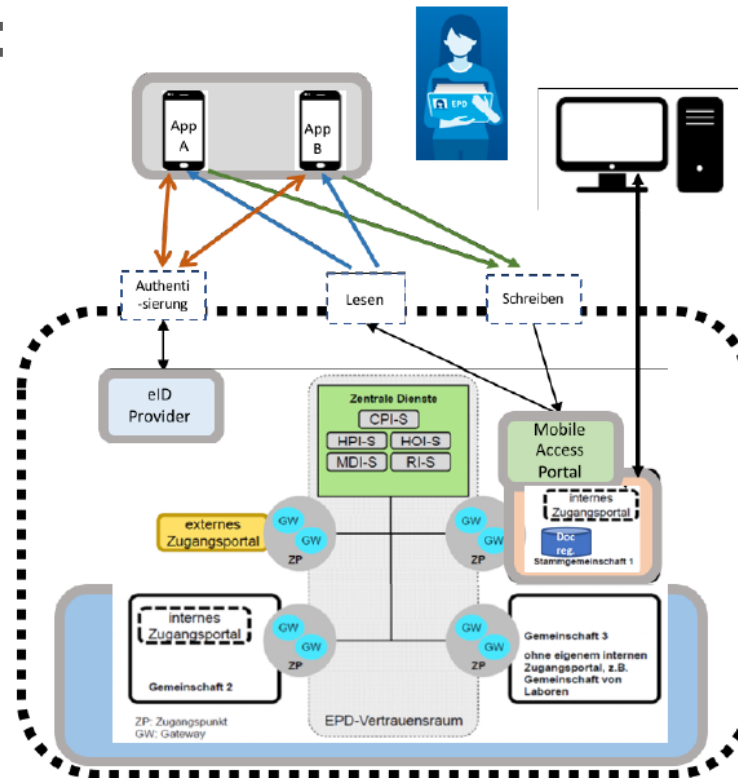 :
App
A
App
B
EPD
Authenti
-sierung
Lesen
Schreiben
eID
Provider
Zentrale Dienste
CPI-S
HPI-S
HOI-S
MDI-S
RI-S
Mobile
Access
Portal
internes
Zugangsportal
Doc
reg.
Stammgemeinschaft 1
externes
Zugangsportal
GW
GW
ZP
GW
GW
ZP
internes
Zugangsportal
Gemeinschaft 2
GW
GW
ZP
GW
GW
ZP
Gemeinschaft 3
ohne eigenem internen
Zugangsportal, z.B.
Gemeinschaft von
Laboren
ZP: Zugangspunkt
GW: Gateway
EPD-Vertrauensraum